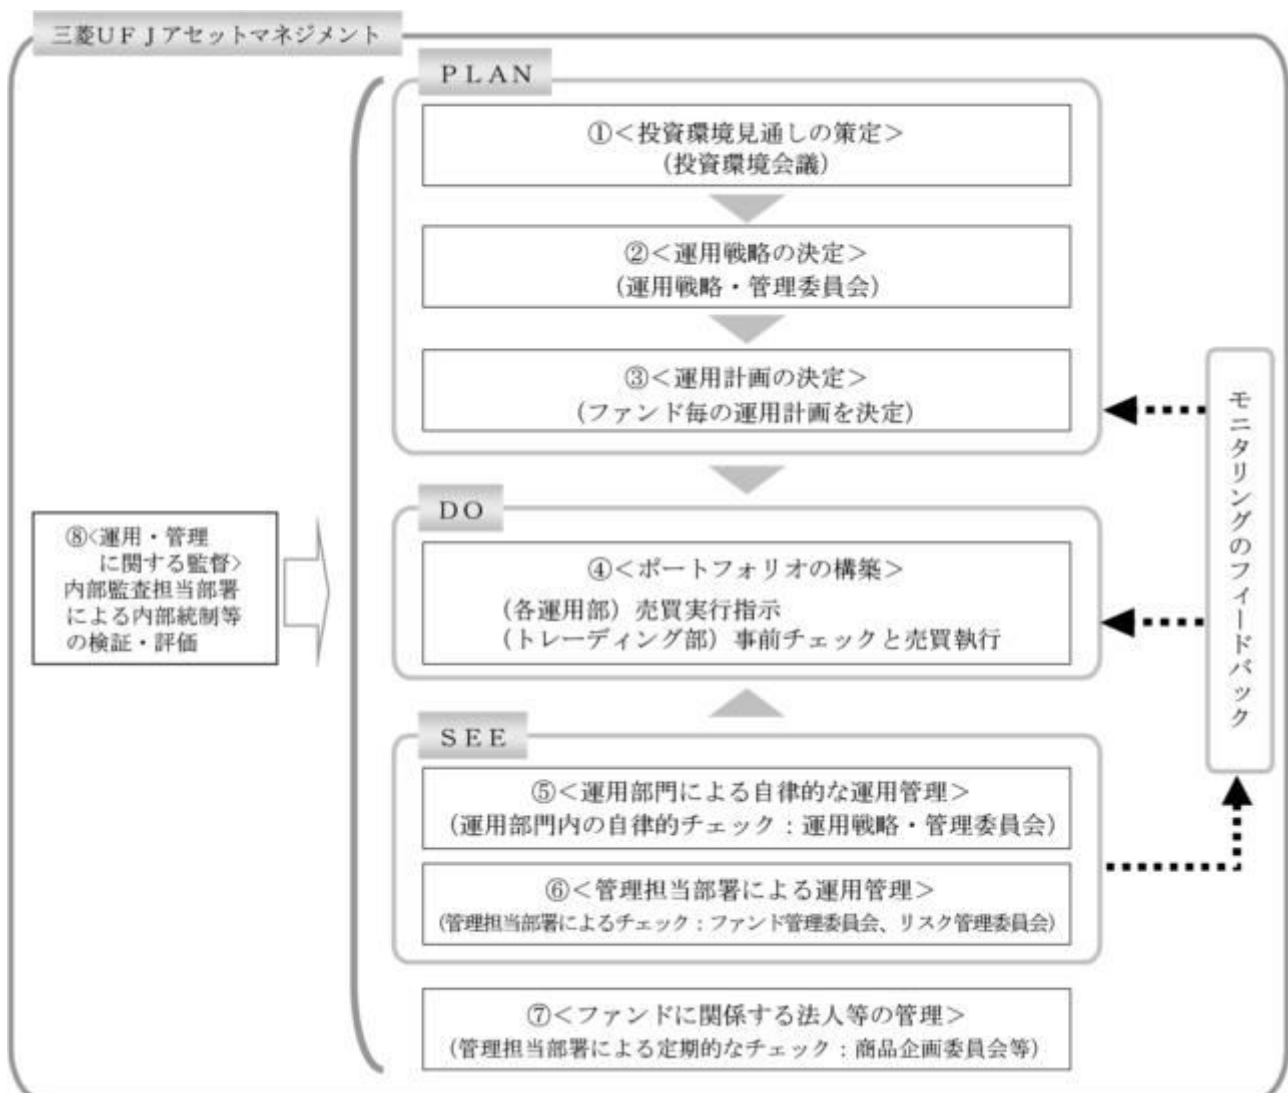 三菱ＵＦＪアセットマネジメント
ＰＬＡＮ
①＜投資環境見通しの策定＞
（投資環境会議）
②＜運用戦略の決定＞
（運用戦略・管理委員会）
③＜運用計画の決定＞
（ファンド毎の運用計画を決定）
ＤＯ
④＜ポートフォリオの構築＞
（各運用部）売買実行指示
（トレーディング部）事前チェックと売買執行
ＳＥＥ
⑤＜運用部門による自律的な運用管理＞
（運用部門内の自律的チェック：運用戦略・管理委員会）
⑥＜管理担当部署による運用管理＞
（管理担当部署によるチェック：ファンド管理委員会、リスク管理委員会）
⑦＜ファンドに関係する法人等の管理＞
（管理担当部署による定期的なチェック：商品企画委員会等）
⑧<運用・管理
に関する監督>
内部監査担当部署
による内部統制等
の検証・評価
モニタリングのフィードバック